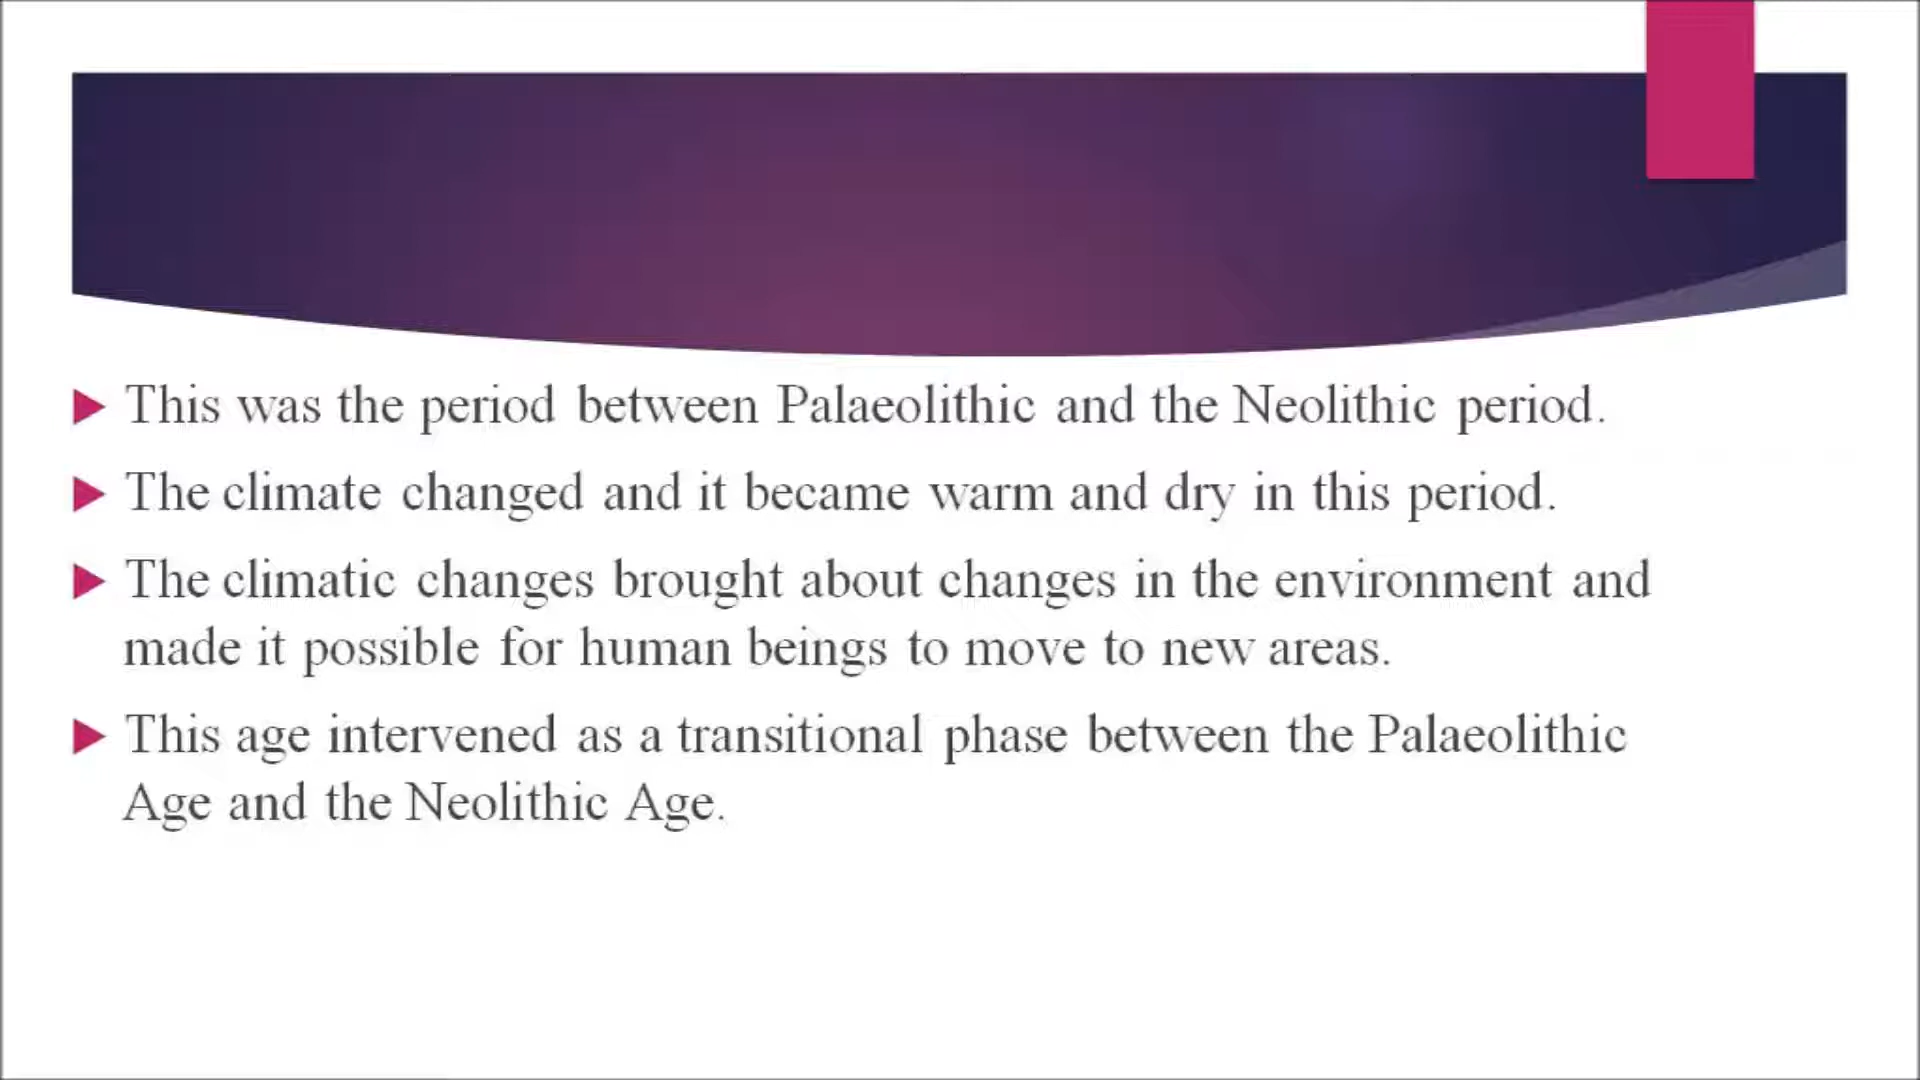 This was the period between Palaeolithic and the Neolithic period.
The climate changed and it became warm and dry in this period.
The climatic changes brought about changes in the environment and
made it possible for human beings to move to new areas.
This age intervened as a transitional phase between the Palaeolithic
Age and the Neolithic Age.